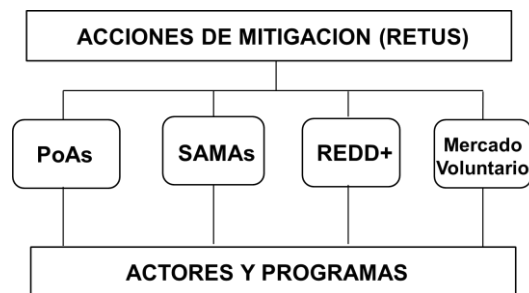 ACCIONES DE MITIGACION (RETUS)
PoAs
SAMAs
REDD+
Mercado
Voluntario
ACTORES Y PROGRAMAS